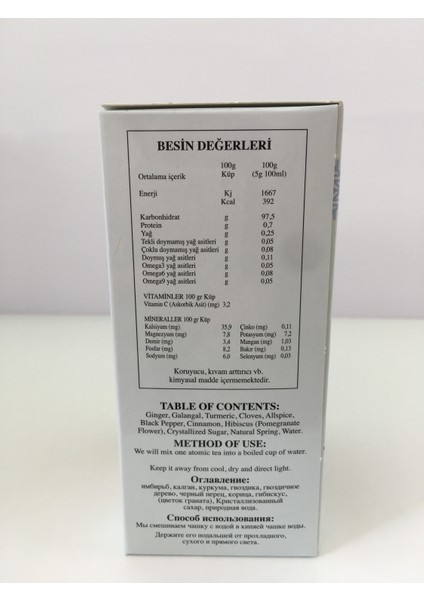 BESİN DEĞERLERİ
100g 100g
Ortalama içerik Küp (5g 100ml)
Enerji Kj 1667
Kcal 392
Karbonhidrat g 97,5
Protein g 0,7
Yağ g 0,25
Tekli doymamış yağ asitleri g 0,05
Çoklu doymamış yağ asitleri g 0,08
Doymış yağ asitleri g 0,11
Omega3 yağ asitleri g 0,05
Omega6 yağ asitleri g 0,08
Omega9 yağ asitleri g 0,05
VİTAMİNLER 100 gr Küp
Vitamin C (Askorbik Asit) (mg) 3,2
MİNERALLER 100 gr Küp
Kalsiyum (mg) 35,9 Çinko (mg) 0,11
Magnezyum (mg) 7,8 Potasyum (mg) 7,2
Demir (mg) 3,4 Mangan (mg) 1,03
Fosfor (mg) 8,2 Bakır (mg) 0,13
Sodyum (mg) 6,0 Selenyum (mg) 0,03
Koruyucu, kıvam arttırıcı vb.
kimyasal madde içermemektedir.
TABLE OF CONTENTS:
Ginger, Galangal, Turmeric, Cloves, Allspice,
Black Pepper, Cinnamon, Hibiscus (Pomegranate
Flower), Crystallized Sugar, Natural Spring, Water.
METHOD OF USE:
We will mix one atomic tea into a boiled cup of water.
Keep it away from cool, dry and direct light.
Оглавление:
имбирьб, калган, куркума, гвоздика, гвоздичное
дерево, черный перец, корица, гибискус,
(цветок граната), Кристаллизованный
сахар, природная вода.
Способ использования:
Мы смешиваем чашку с водой в кипяей чашке воды.
Держите его подальшей от прохладного,
сухого и прямого света.